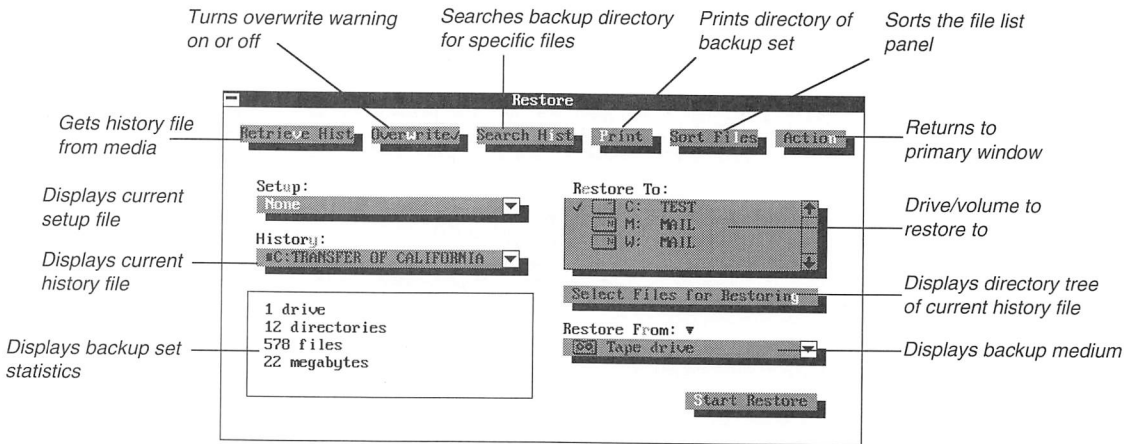 Turns overwrite warning
on or off
Searches backup directory
for specific files
Prints directory of
backup set
Sorts the file list
panel
Gets history file
from media
Restore
Retrieve Hist Overwrite✓ Search Hist Print Sort Files Action
Returns to
primary window
Displays current
setup file
Setup:
None
Restore To:
✓ C: TEST
N M: MAIL
N W: MAIL
Drive/volume to
restore to
Displays current
history file
History:
■C:TRANSFER OF CALIFORNIA
Select Files for Restoring
Displays directory tree
of current history file
Displays backup set
statistics
1 drive
12 directories
578 files
22 megabytes
Restore From: ▼
Tape drive
Displays backup medium
Start Restore